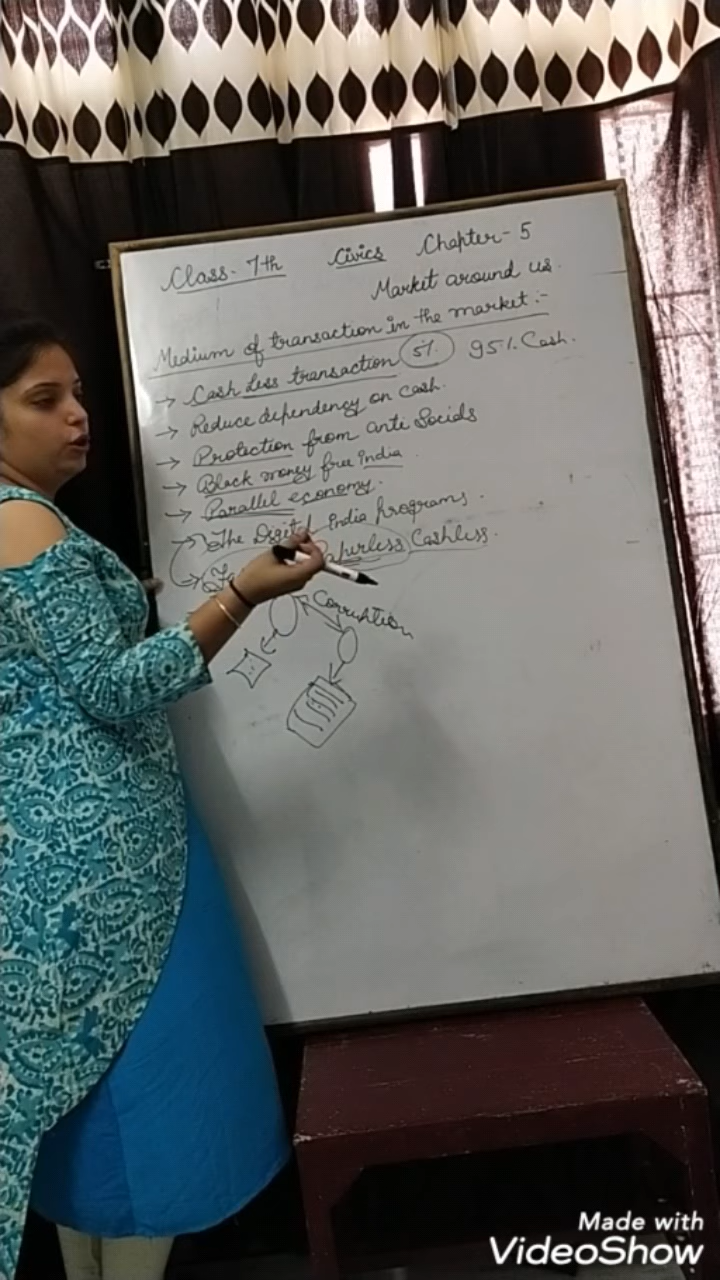 Class - 7th Civics Chapter - 5
Market around us.
Medium of transaction in the market :-
→ Cash Less transaction 5% 95% Cash.
→ Reduce dependency on cash.
→ Protection from anti Socials
→ Black money free India.
→ Parallel economy.
→ The Digital India Programs.
→ Cashless.
Corruption
Made with
VideoShow